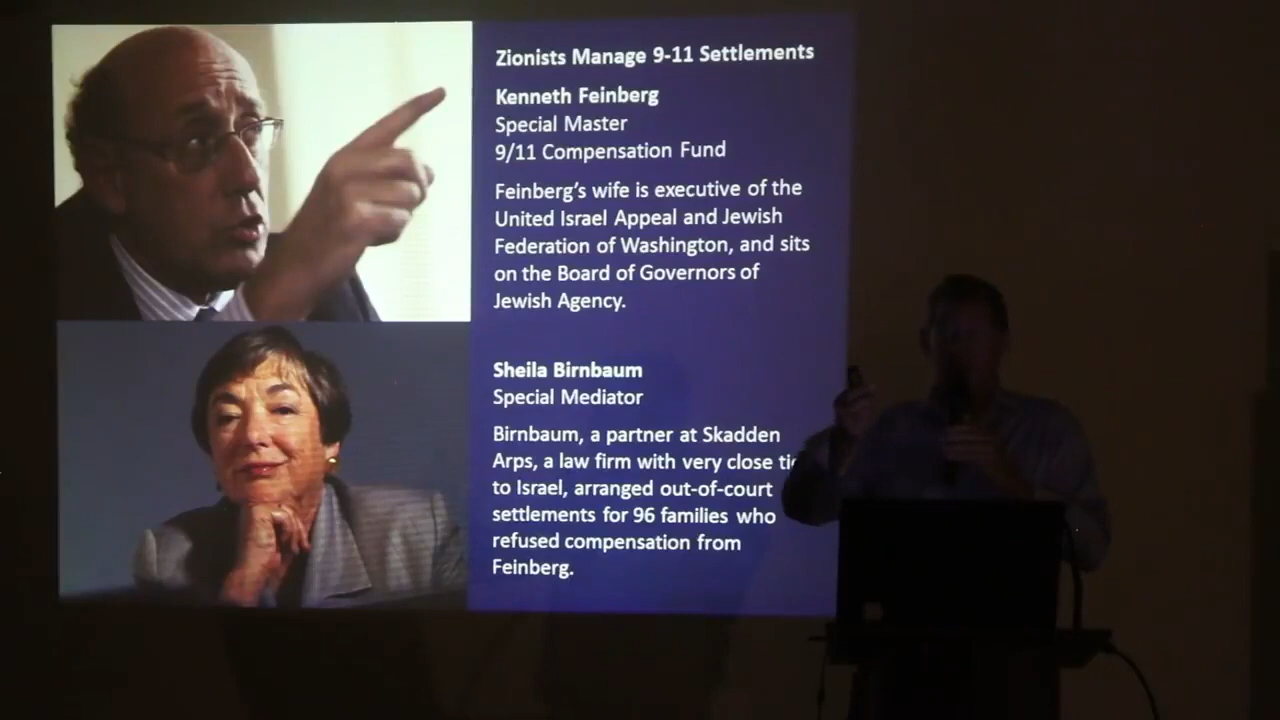 Zionists Manage 9-11 Settlements
Kenneth Feinberg
Special Master
9/11 Compensation Fund
Feinberg's wife is executive of the
United Israel Appeal and Jewish
Federation of Washington, and sits
on the Board of Governors of
Jewish Agency.
Sheila Birnbaum
Special Mediator
Birnbaum, a partner at Skadden
Arps, a law firm with very close
to Israel, arranged out-of-court
settlements for 96 families who
refused compensation from
Feinberg.